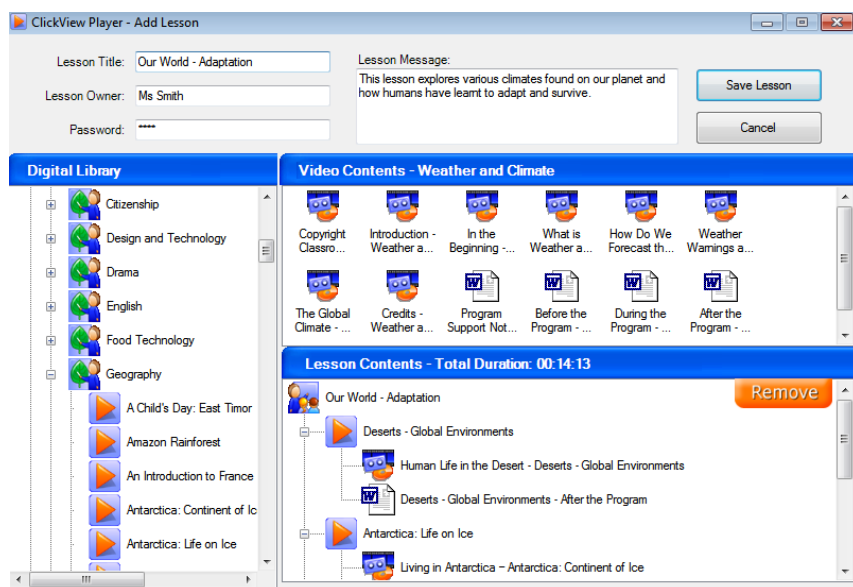 ClickView Player - Add Lesson
Lesson Title:
Our World - Adaptation
Lesson Owner:
Ms Smith
Password:
****
Lesson Message:
This lesson explores various climates found on our planet and
how humans have learnt to adapt and survive.
Save Lesson
Cancel
Digital Library
Citizenship
Design and Technology
Drama
English
Food Technology
Geography
A Child's Day: East Timor
Amazon Rainforest
An Introduction to France
Antarctica: Continent of Ic
Antarctica: Life on Ice
Video Contents - Weather and Climate
Copyright
Classro...
Introduction -
Weather a...
In the
Beginning -...
What is
Weather a...
How Do We
Forecast th...
Weather
Warnings a...
The Global
Climate - ...
Credits -
Weather a...
Program
Support Not...
Before the
Program - ...
During the
Program - ...
After the
Program - ...
Lesson Contents - Total Duration: 00:14:13
Remove
Our World - Adaptation
Deserts - Global Environments
Human Life in the Desert - Deserts - Global Environments
Deserts - Global Environments - After the Program
Antarctica: Life on Ice
Living in Antarctica – Antarctica: Continent of Ice